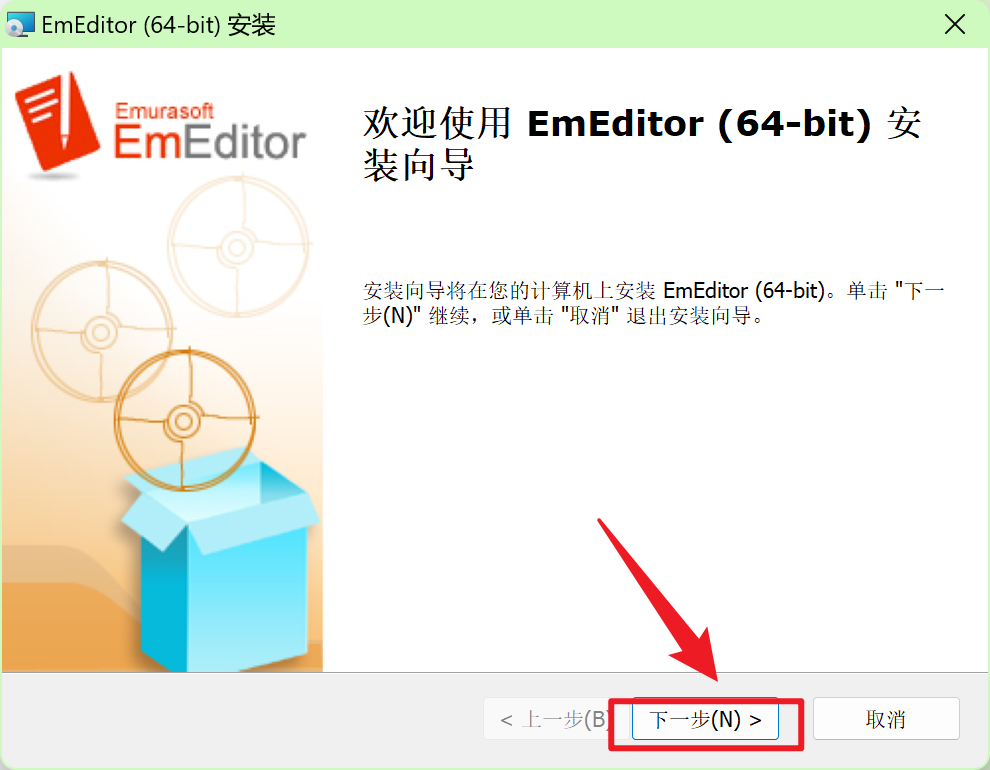 EmEditor (64-bit) 安装
Emurasoft
EmEditor
欢迎使用 EmEditor (64-bit) 安
装向导
安装向导将在您的计算机上安装 EmEditor (64-bit)。单击 "下一
步(N)" 继续，或单击 "取消" 退出安装向导。
< 上一步(B)
下一步(N) >
取消